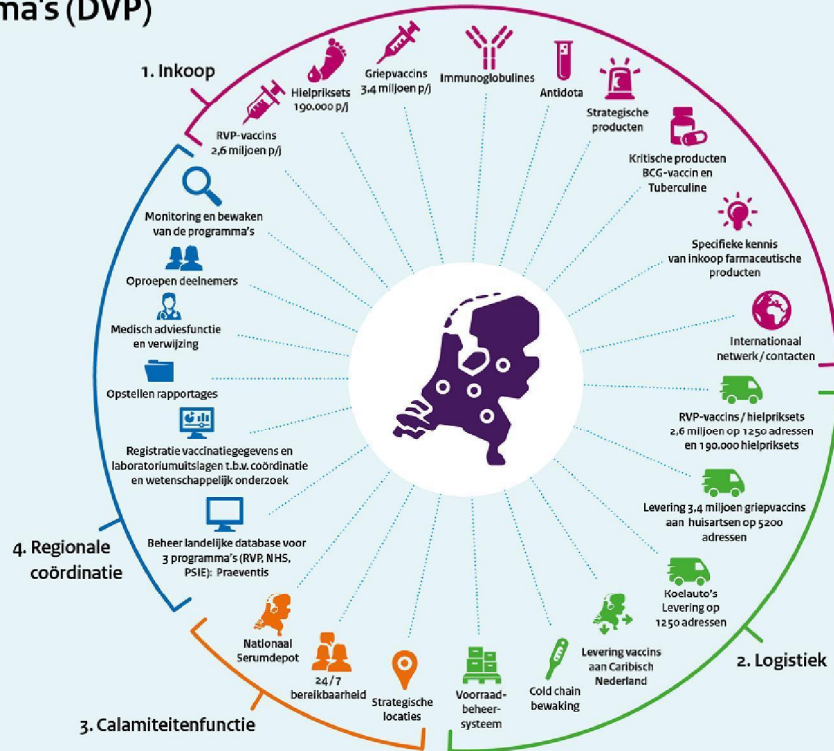 ma's (DVP)
1. Inkoop
RVP-vaccins
2,6 miljoen p/j
Hielpriksets
190.000 p/j
Griepvaccins
3,4 miljoen p/j
Immunoglobulines
Antidota
Strategische
producten
Kritische producten
BCG-vaccin en
Tuberculine
Specifieke kennis
van inkoop farmaceutische
producten
Internationaal
netwerk / contacten
RVP-vaccins / hielpriksets
2,6 miljoen op 1250 adressen
en 190.000 hielpriksets
Levering 3,4 miljoen griepvaccins
aan huisartsen op 5200
adressen
Koelauto's
Levering op
1250 adressen
Levering vaccins
aan Caribisch
Nederland
Cold chain
bewaking
Voorraad-
beheer-
systeem
2. Logistiek
Strategische
locaties
24/7
bereikbaarheid
Nationaal
Serumdepot
3. Calamiteitenfunctie
Beheer landelijke database voor
3 programma's (RVP, NHS,
PSIE): Praeventis
Registratie vaccinatiegegevens en
laboratoriumuitslagen t.b.v. coördinatie
en wetenschappelijk onderzoek
Opstellen rapportages
Medisch adviesfunctie
en verwijzing
Oproepen deelnemers
Monitoring en bewaken
van de programma's
4. Regionale
coördinatie